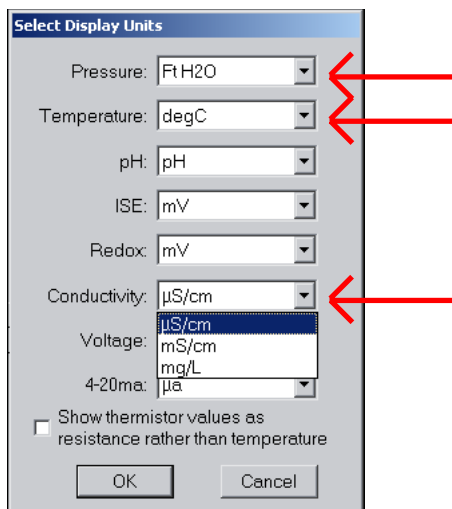 Select Display Units
Pressure: Ft H2O
Temperature: degC
pH: pH
ISE: mV
Redox: mV
Conductivity: µS/cm
µS/cm
Voltage: mS/cm
mg/L
4-20ma: µa
Show thermistor values as
resistance rather than temperature
OK Cancel